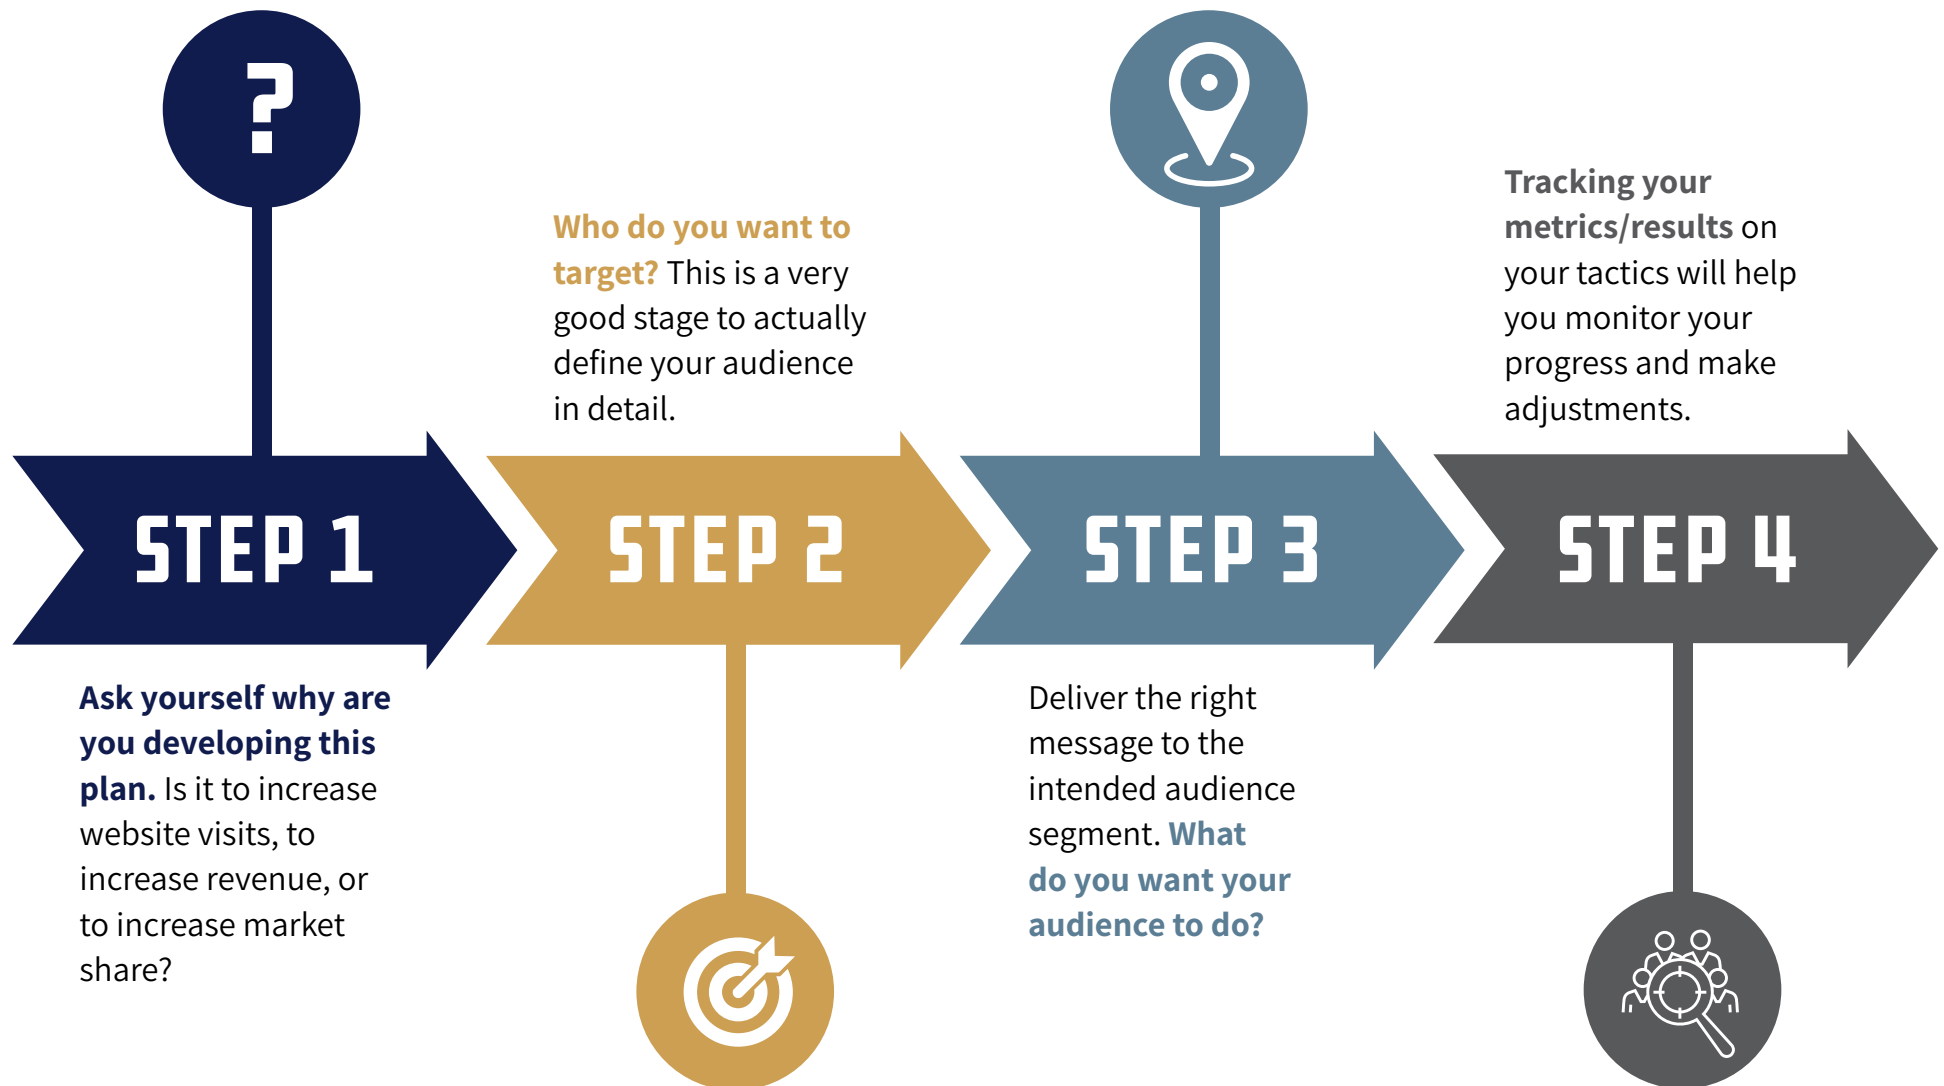 ?
STEP 1
Ask yourself why are
you developing this
plan. Is it to increase
website visits, to
increase revenue, or
to increase market
share?
Who do you want to
target? This is a very
good stage to actually
define your audience
in detail.
STEP 2
STEP 3
Deliver the right
message to the
intended audience
segment. What
do you want your
audience to do?
Tracking your
metrics/results on
your tactics will help
you monitor your
progress and make
adjustments.
STEP 4